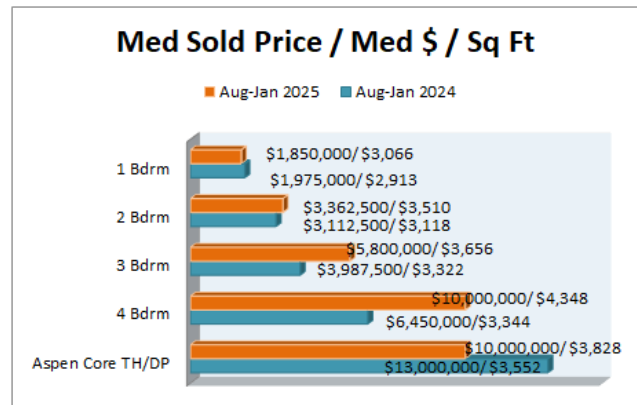 Med Sold Price / Med $ / Sq Ft
Aug-Jan 2025 Aug-Jan 2024
1 Bdrm
$1,850,000/ $3,066
$1,975,000/ $2,913
2 Bdrm
$3,362,500/ $3,510
$3,112,500/ $3,118
3 Bdrm
$5,800,000/ $3,656
$3,987,500/ $3,322
4 Bdrm
$10,000,000/ $4,348
$6,450,000/ $3,344
Aspen Core TH/DP
$10,000,000/ $3,828
$13,000,000/ $3,552